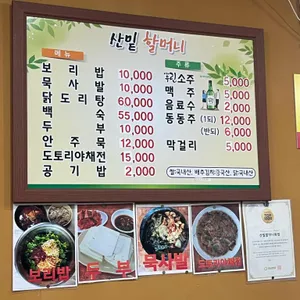 산밑 할머니
메뉴
보리밥 10,000
묵사발 10,000
닭도리탕 60,000
백숙 55,000
두부 10,000
안주묵 12,000
도토리야채전 15,000
공기밥 2,000
주류
소주 5,000
맥주 5,000
음료수 2,000
동동주 (1되) 12,000
(반되) 6,000
막걸리 5,000
보리밥
두부
묵사발